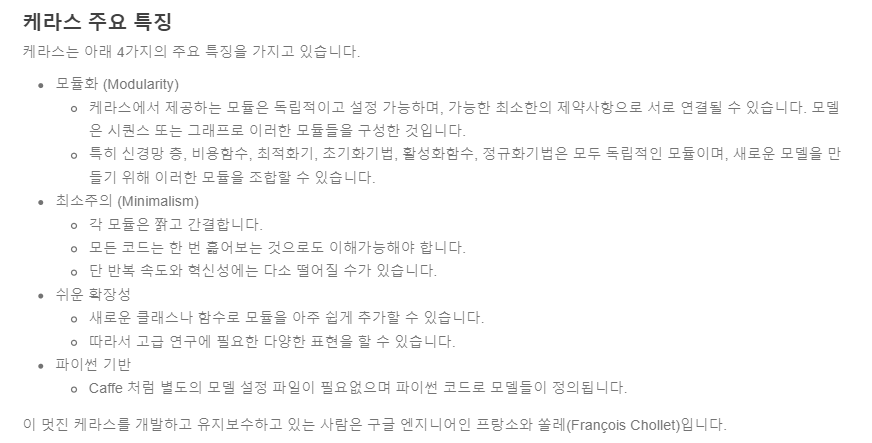 케라스 주요 특징
케라스는 아래 4가지의 주요 특징을 가지고 있습니다.
모듈화 (Modularity)
케라스에서 제공하는 모듈은 독립적이고 설정 가능하며, 가능한 최소한의 제약사항으로 서로 연결될 수 있습니다. 모델
은 시퀀스 또는 그래프로 이러한 모듈들을 구성한 것입니다.
특히 신경망 층, 비용함수, 최적화기, 초기화기법, 활성화함수, 정규화기법은 모두 독립적인 모듈이며, 새로운 모델을 만
들기 위해 이러한 모듈을 조합할 수 있습니다.
최소주의 (Minimalism)
각 모듈은 짥고 간결합니다.
모든 코드는 한 번 훏어보는 것으로도 이해가능해야 합니다.
단 반복 속도와 혁신성에는 다소 떨어질 수가 있습니다.
쉬운 확장성
새로운 클래스나 함수로 모듈을 아주 쉽게 추가할 수 있습니다.
따라서 고급 연구에 필요한 다양한 표현을 할 수 있습니다.
파이썬 기반
Caffe 처럼 별도의 모델 설정 파일이 필요없으며 파이썬 코드로 모델들이 정의됩니다.
이 멋진 케라스를 개발하고 유지보수하고 있는 사람은 구글 엔지니어인 프랑소와 쏠레(François Chollet)입니다.